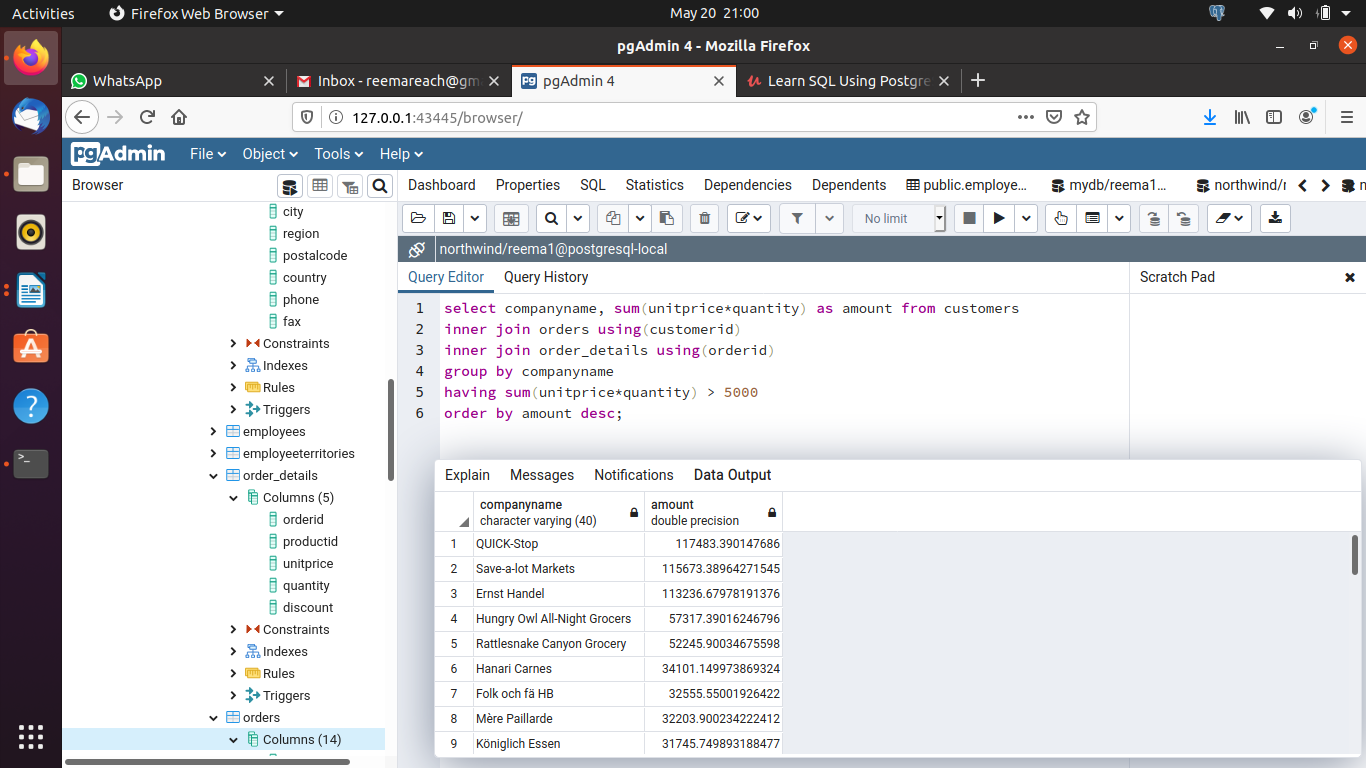 Activities Firefox Web Browser May 20 21:00
pgAdmin 4 - Mozilla Firefox
WhatsApp Inbox - reemareach@gm pgAdmin 4 Learn SQL Using Postgre
127.0.0.1:43445/browser/
pgAdmin File Object Tools Help
Browser Dashboard Properties SQL Statistics Dependencies Dependents public.employe... mydb/reema1... northwind/r
No limit
northwind/reema1@postgresql-local
Query Editor Query History Scratch Pad
city
region
postalcode
country
phone
fax
Constraints
Indexes
Rules
Triggers
employees
employeeterritories
order_details
Columns (5)
orderid
productid
unitprice
quantity
discount
Constraints
Indexes
Rules
Triggers
orders
Columns (14)
1 select companyname, sum(unitprice*quantity) as amount from customers
2 inner join orders using(customerid)
3 inner join order_details using(orderid)
4 group by companyname
5 having sum(unitprice*quantity) > 5000
6 order by amount desc;
Explain Messages Notifications Data Output
companyname amount
character varying (40) double precision
1 QUICK-Stop 117483.390147686
2 Save-a-lot Markets 115673.38964271545
3 Ernst Handel 113236.67978191376
4 Hungry Owl All-Night Grocers 57317.39016246796
5 Rattlesnake Canyon Grocery 52245.90034675598
6 Hanari Carnes 34101.149973869324
7 Folk och fä HB 32555.55001926422
8 Mère Paillarde 32203.900234222412
9 Königlich Essen 31745.749893188477